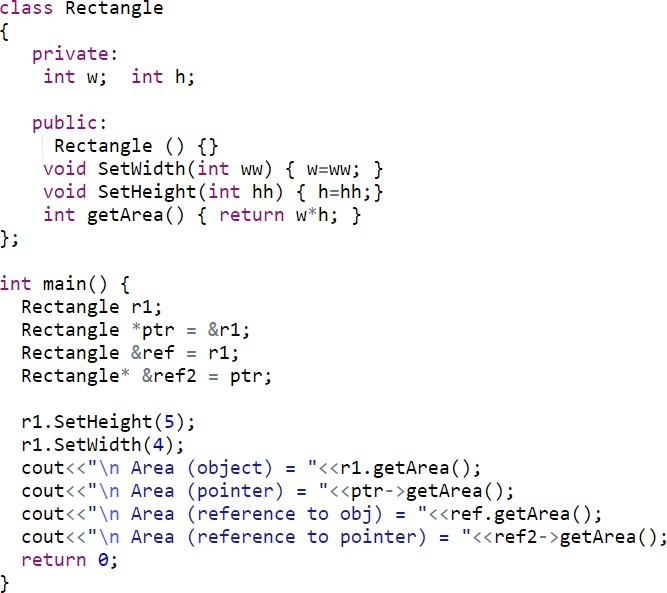 class Rectangle
{
   private:
    int w;  int h;

   public:
     Rectangle () {}
    void SetWidth(int ww) { w=ww; }
    void SetHeight(int hh) { h=hh;}
    int getArea() { return w*h; }
};

int main() {
  Rectangle r1;
  Rectangle *ptr = &r1;
  Rectangle &ref = r1;
  Rectangle* &ref2 = ptr;

  r1.SetHeight(5);
  r1.SetWidth(4);
  cout<<"\n Area (object) = "<<r1.getArea();
  cout<<"\n Area (pointer) = "<<ptr->getArea();
  cout<<"\n Area (reference to obj) = "<<ref.getArea();
  cout<<"\n Area (reference to pointer) = "<<ref2->getArea();
  return 0;
}